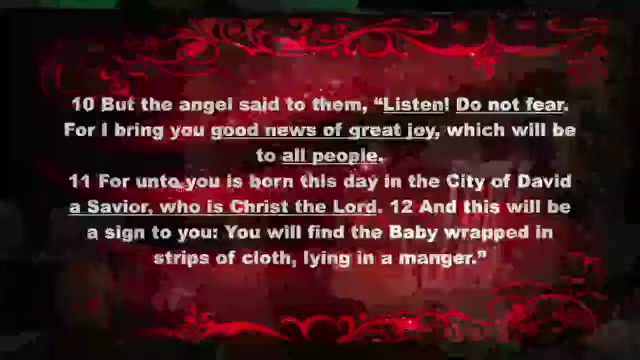 10 But the angel said to them, “Listen! Do not fear.
For I bring you good news of great joy, which will be
to all people.
11 For unto you is born this day in the City of David
a Savior, who is Christ the Lord. 12 And this will be
a sign to you: You will find the Baby wrapped in
strips of cloth, lying in a manger.”